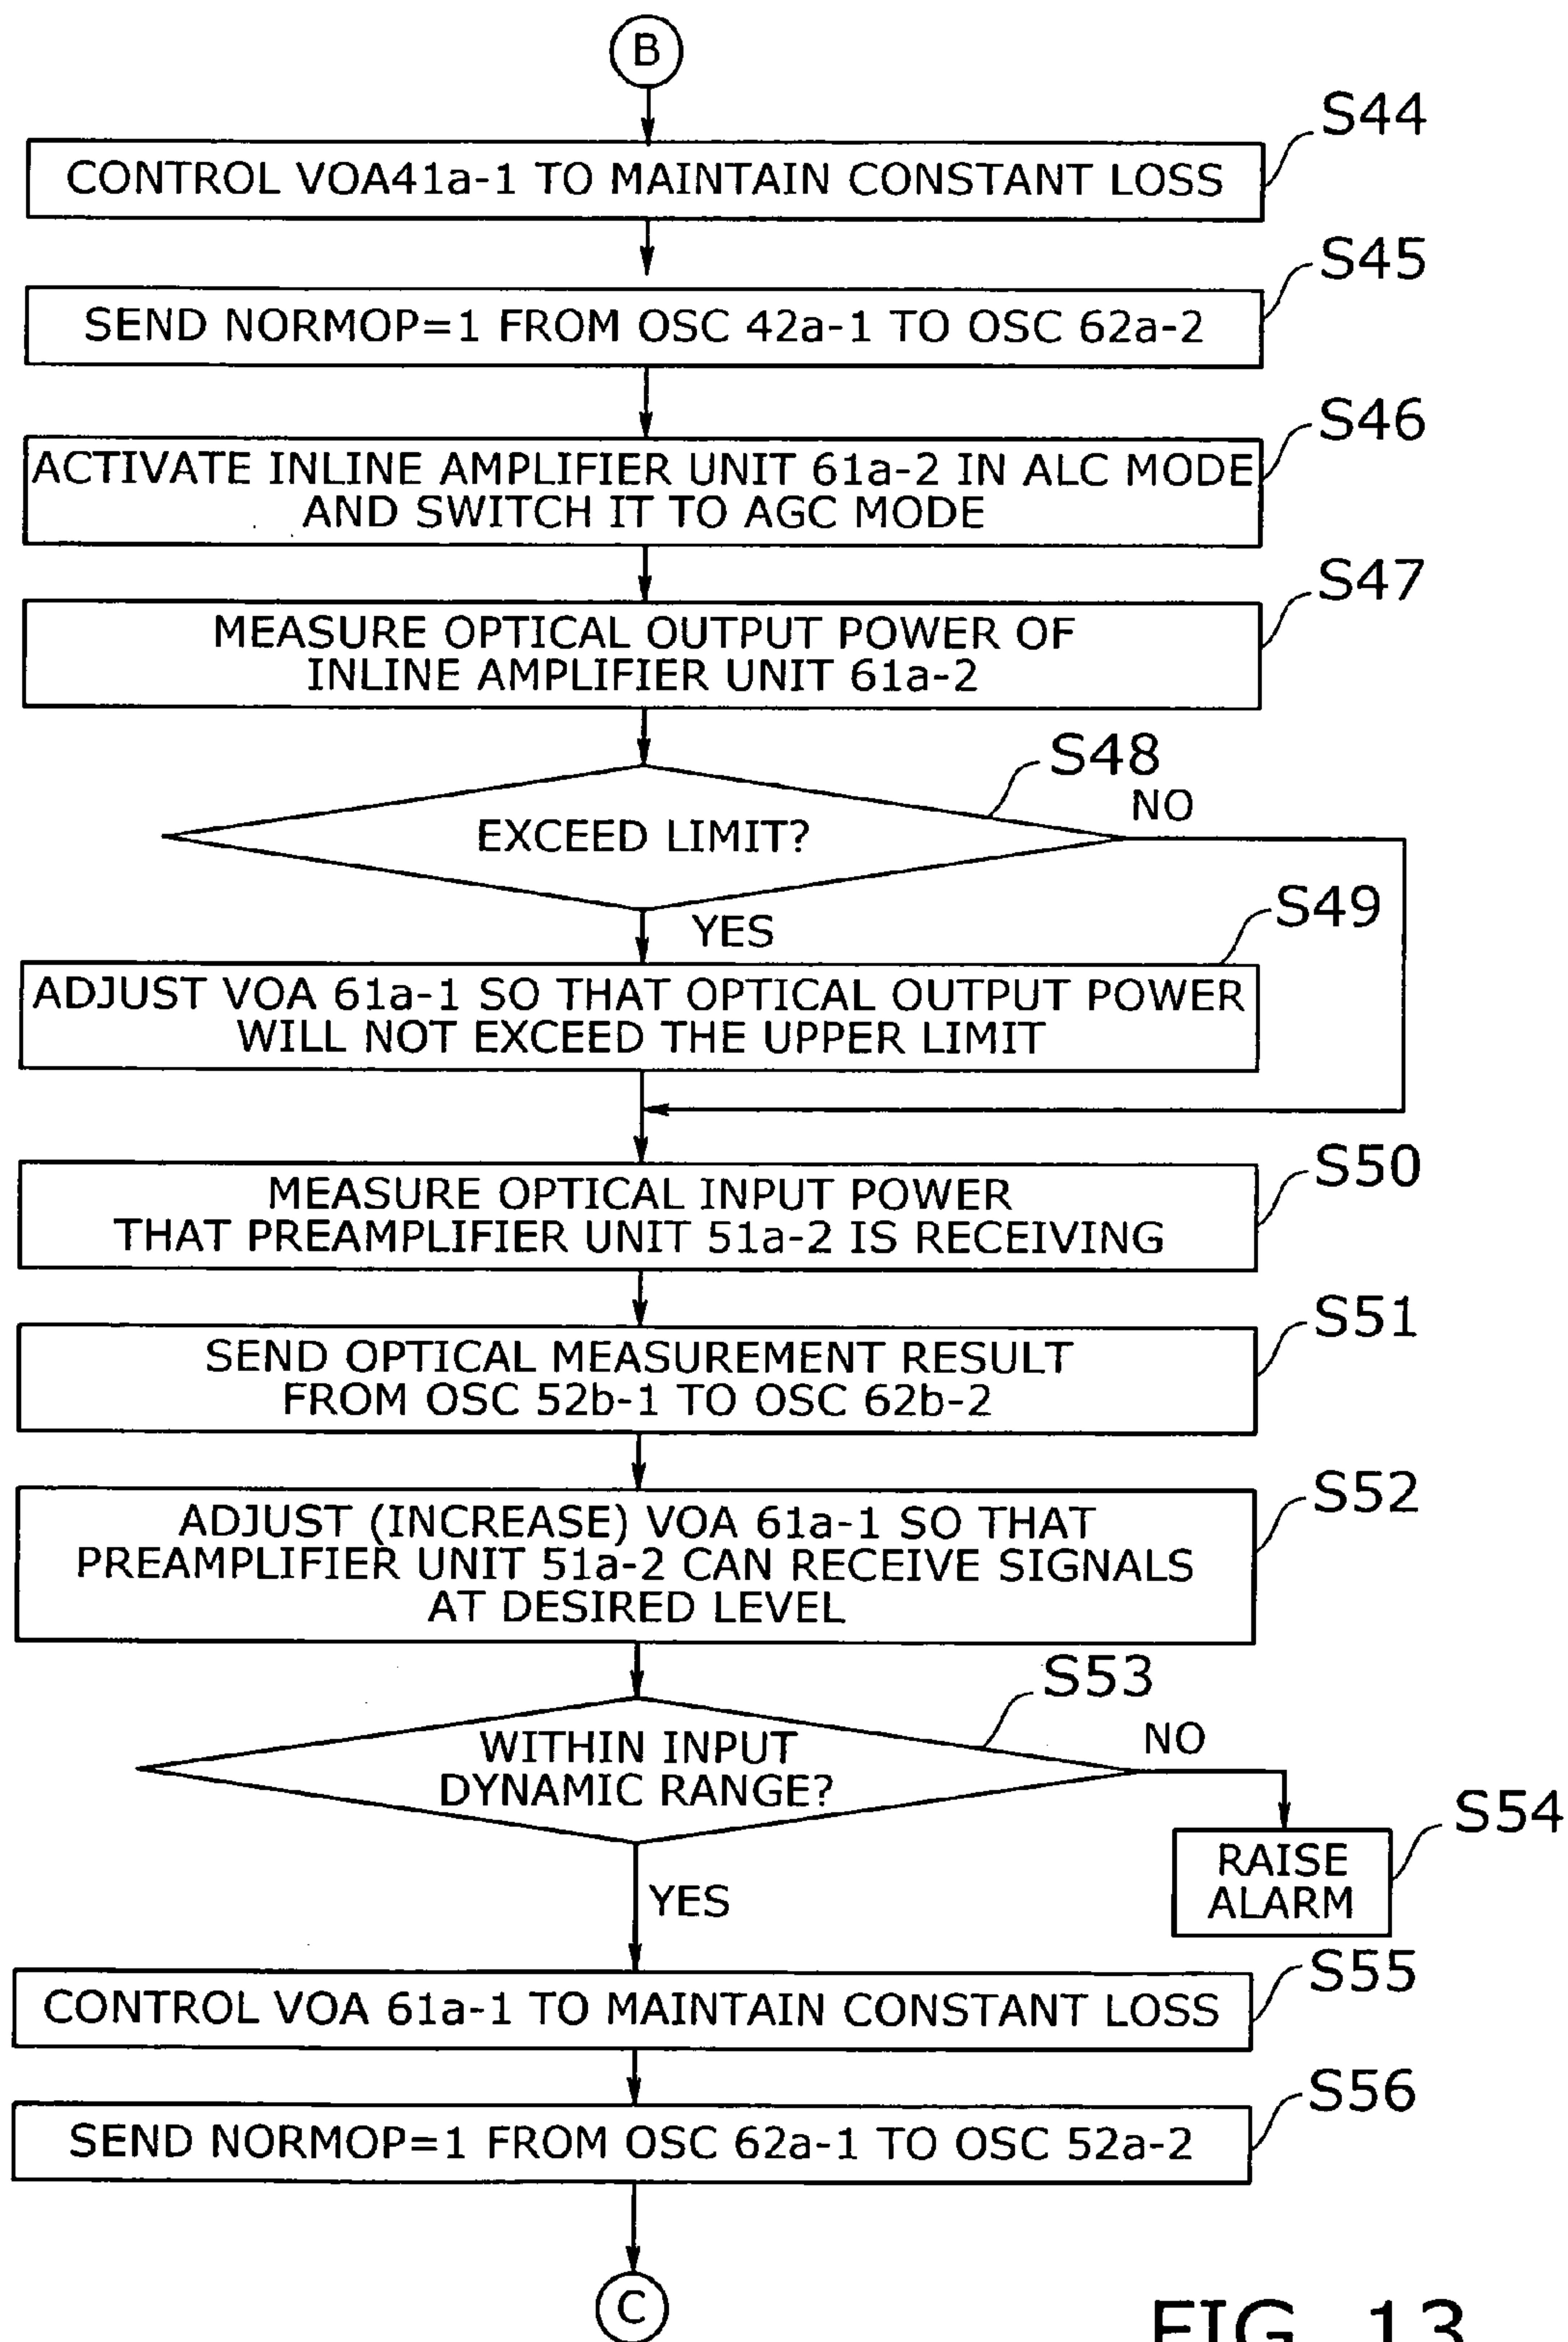 B
S44
CONTROL VOA41a-1 TO MAINTAIN CONSTANT LOSS
S45
SEND NORMOP=1 FROM OSC 42a-1 TO OSC 62a-2
S46
ACTIVATE INLINE AMPLIFIER UNIT 61a-2 IN ALC MODE
AND SWITCH IT TO AGC MODE
S47
MEASURE OPTICAL OUTPUT POWER OF
INLINE AMPLIFIER UNIT 61a-2
S48
NO
EXCEED LIMIT?
YES
S49
ADJUST VOA 61a-1 SO THAT OPTICAL OUTPUT POWER
WILL NOT EXCEED THE UPPER LIMIT
S50
MEASURE OPTICAL INPUT POWER
THAT PREAMPLIFIER UNIT 51a-2 IS RECEIVING
S51
SEND OPTICAL MEASUREMENT RESULT
FROM OSC 52b-1 TO OSC 62b-2
S52
ADJUST (INCREASE) VOA 61a-1 SO THAT
PREAMPLIFIER UNIT 51a-2 CAN RECEIVE SIGNALS
AT DESIRED LEVEL
S53
NO
WITHIN INPUT
DYNAMIC RANGE?
S54
RAISE
ALARM
YES
S55
CONTROL VOA 61a-1 TO MAINTAIN CONSTANT LOSS
S56
SEND NORMOP=1 FROM OSC 62a-1 TO OSC 52a-2
C
FIG. 13